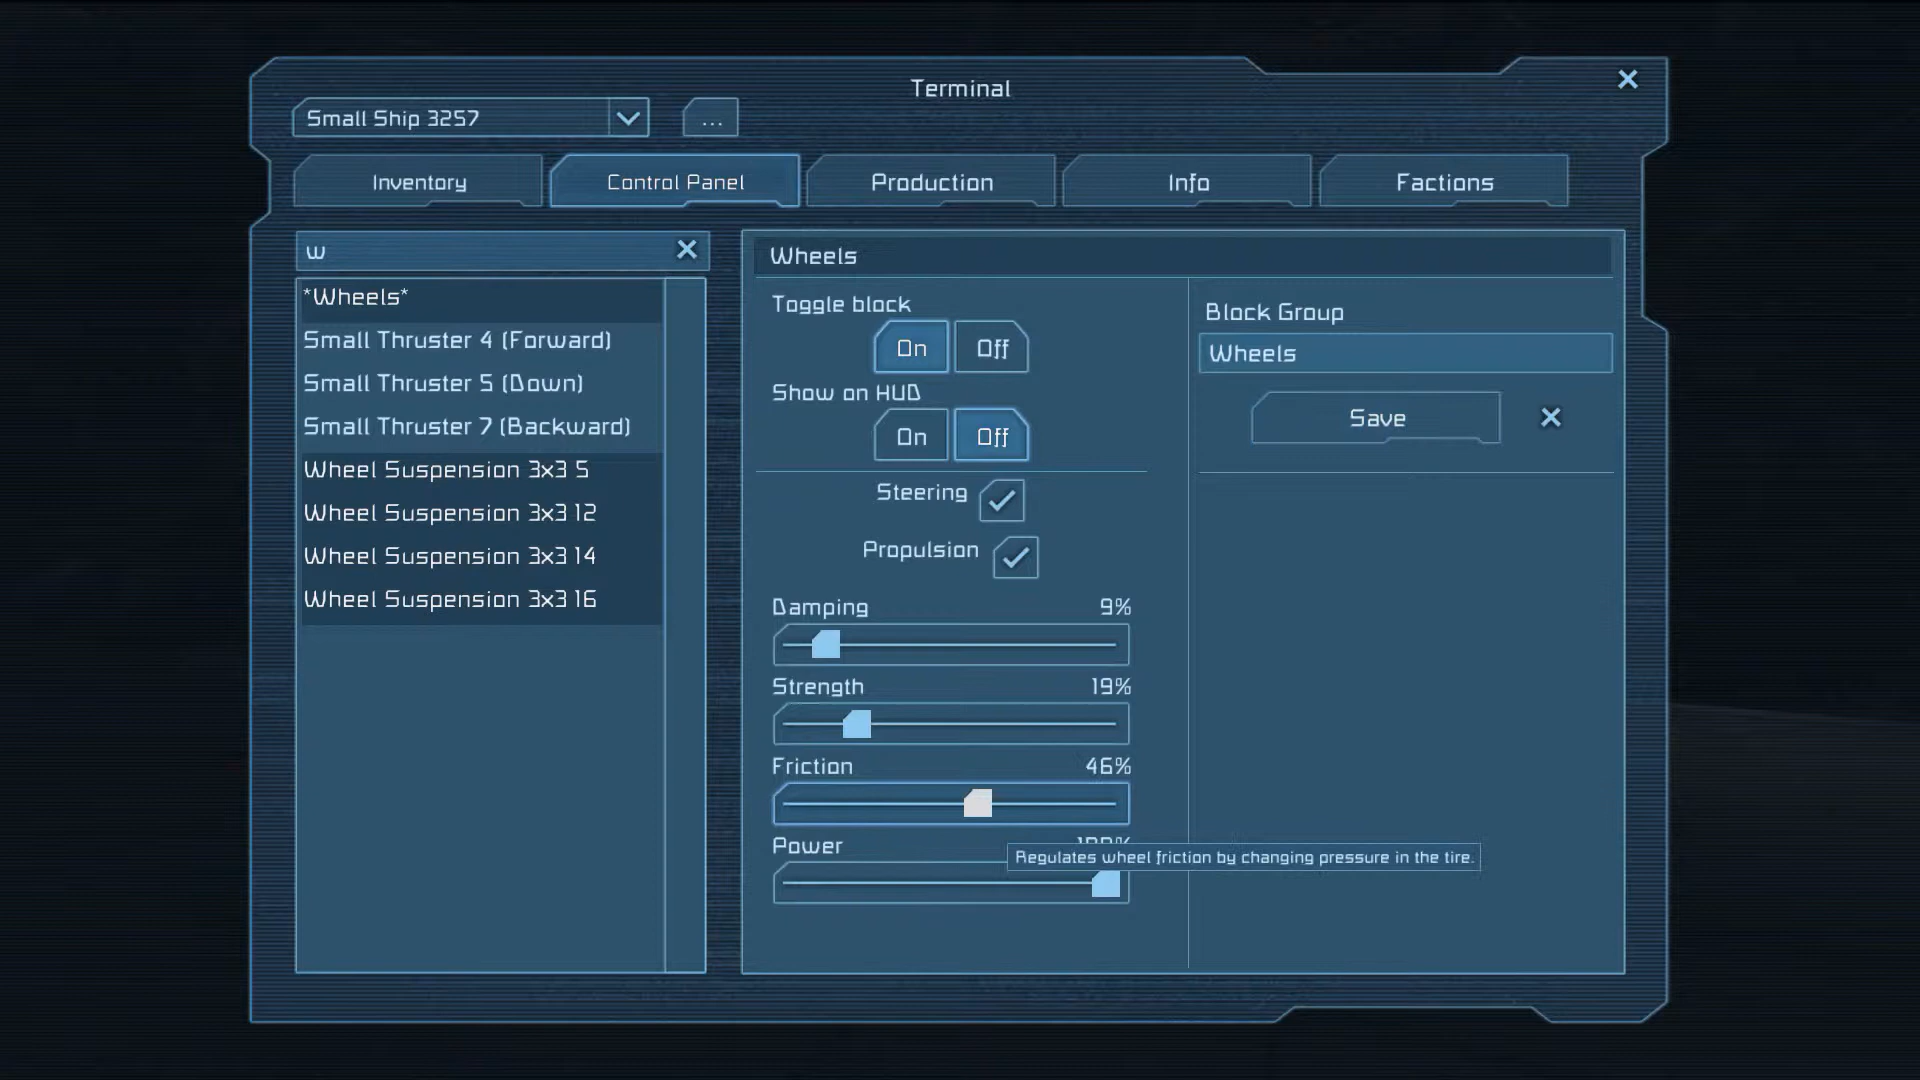 Terminal
Small Ship 3257
...
Inventory
Control Panel
Production
Info
Factions
w
*Wheels*
Small Thruster 4 (Forward)
Small Thruster 5 (Down)
Small Thruster 7 (Backward)
Wheel Suspension 3x3 5
Wheel Suspension 3x3 12
Wheel Suspension 3x3 14
Wheel Suspension 3x3 16
Wheels
Toggle block
On Off
Show on HUD
On Off
Steering
Propulsion
Damping 9%
Strength 19%
Friction 46%
Power
Regulates wheel friction by changing pressure in the tire.
Block Group
Wheels
Save